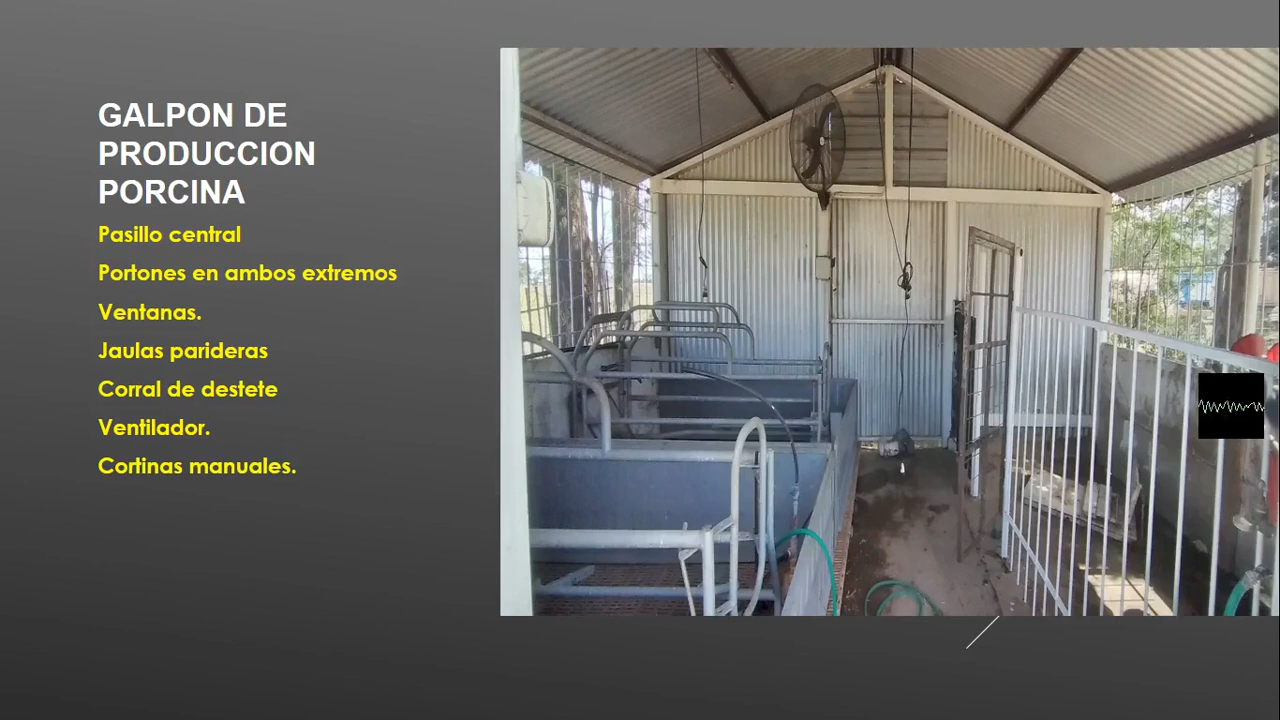 GALPON DE
PRODUCCION
PORCINA
Pasillo central
Portones en ambos extremos
Ventanas.
Jaulas parideras
Corral de destete
Ventilador.
Cortinas manuales.